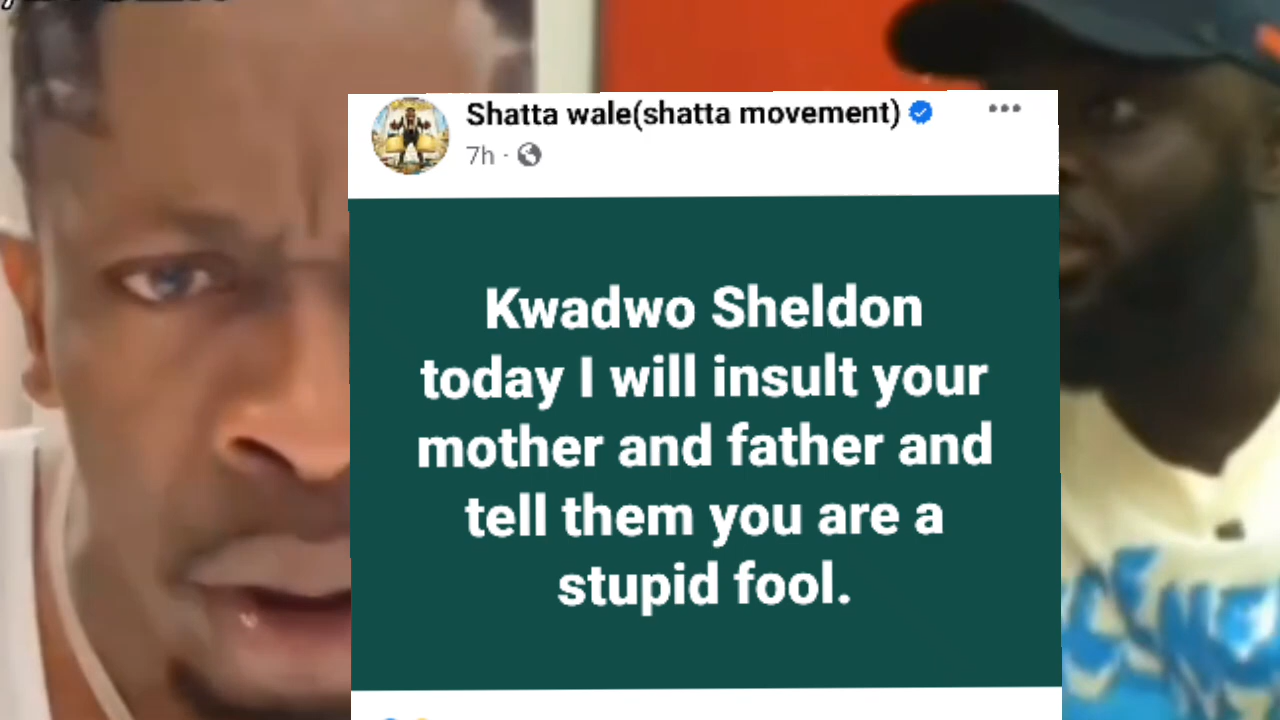 Shatta wale(shatta movement)
7h ·
Kwadwo Sheldon
today I will insult your
mother and father and
tell them you are a
stupid fool.